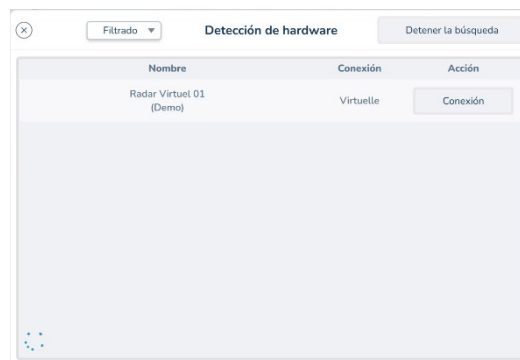 Filtrado
Detección de hardware
Detener la búsqueda
Nombre Conexión Acción
Radar Virtuel 01
(Demo)
Virtuelle
Conexión